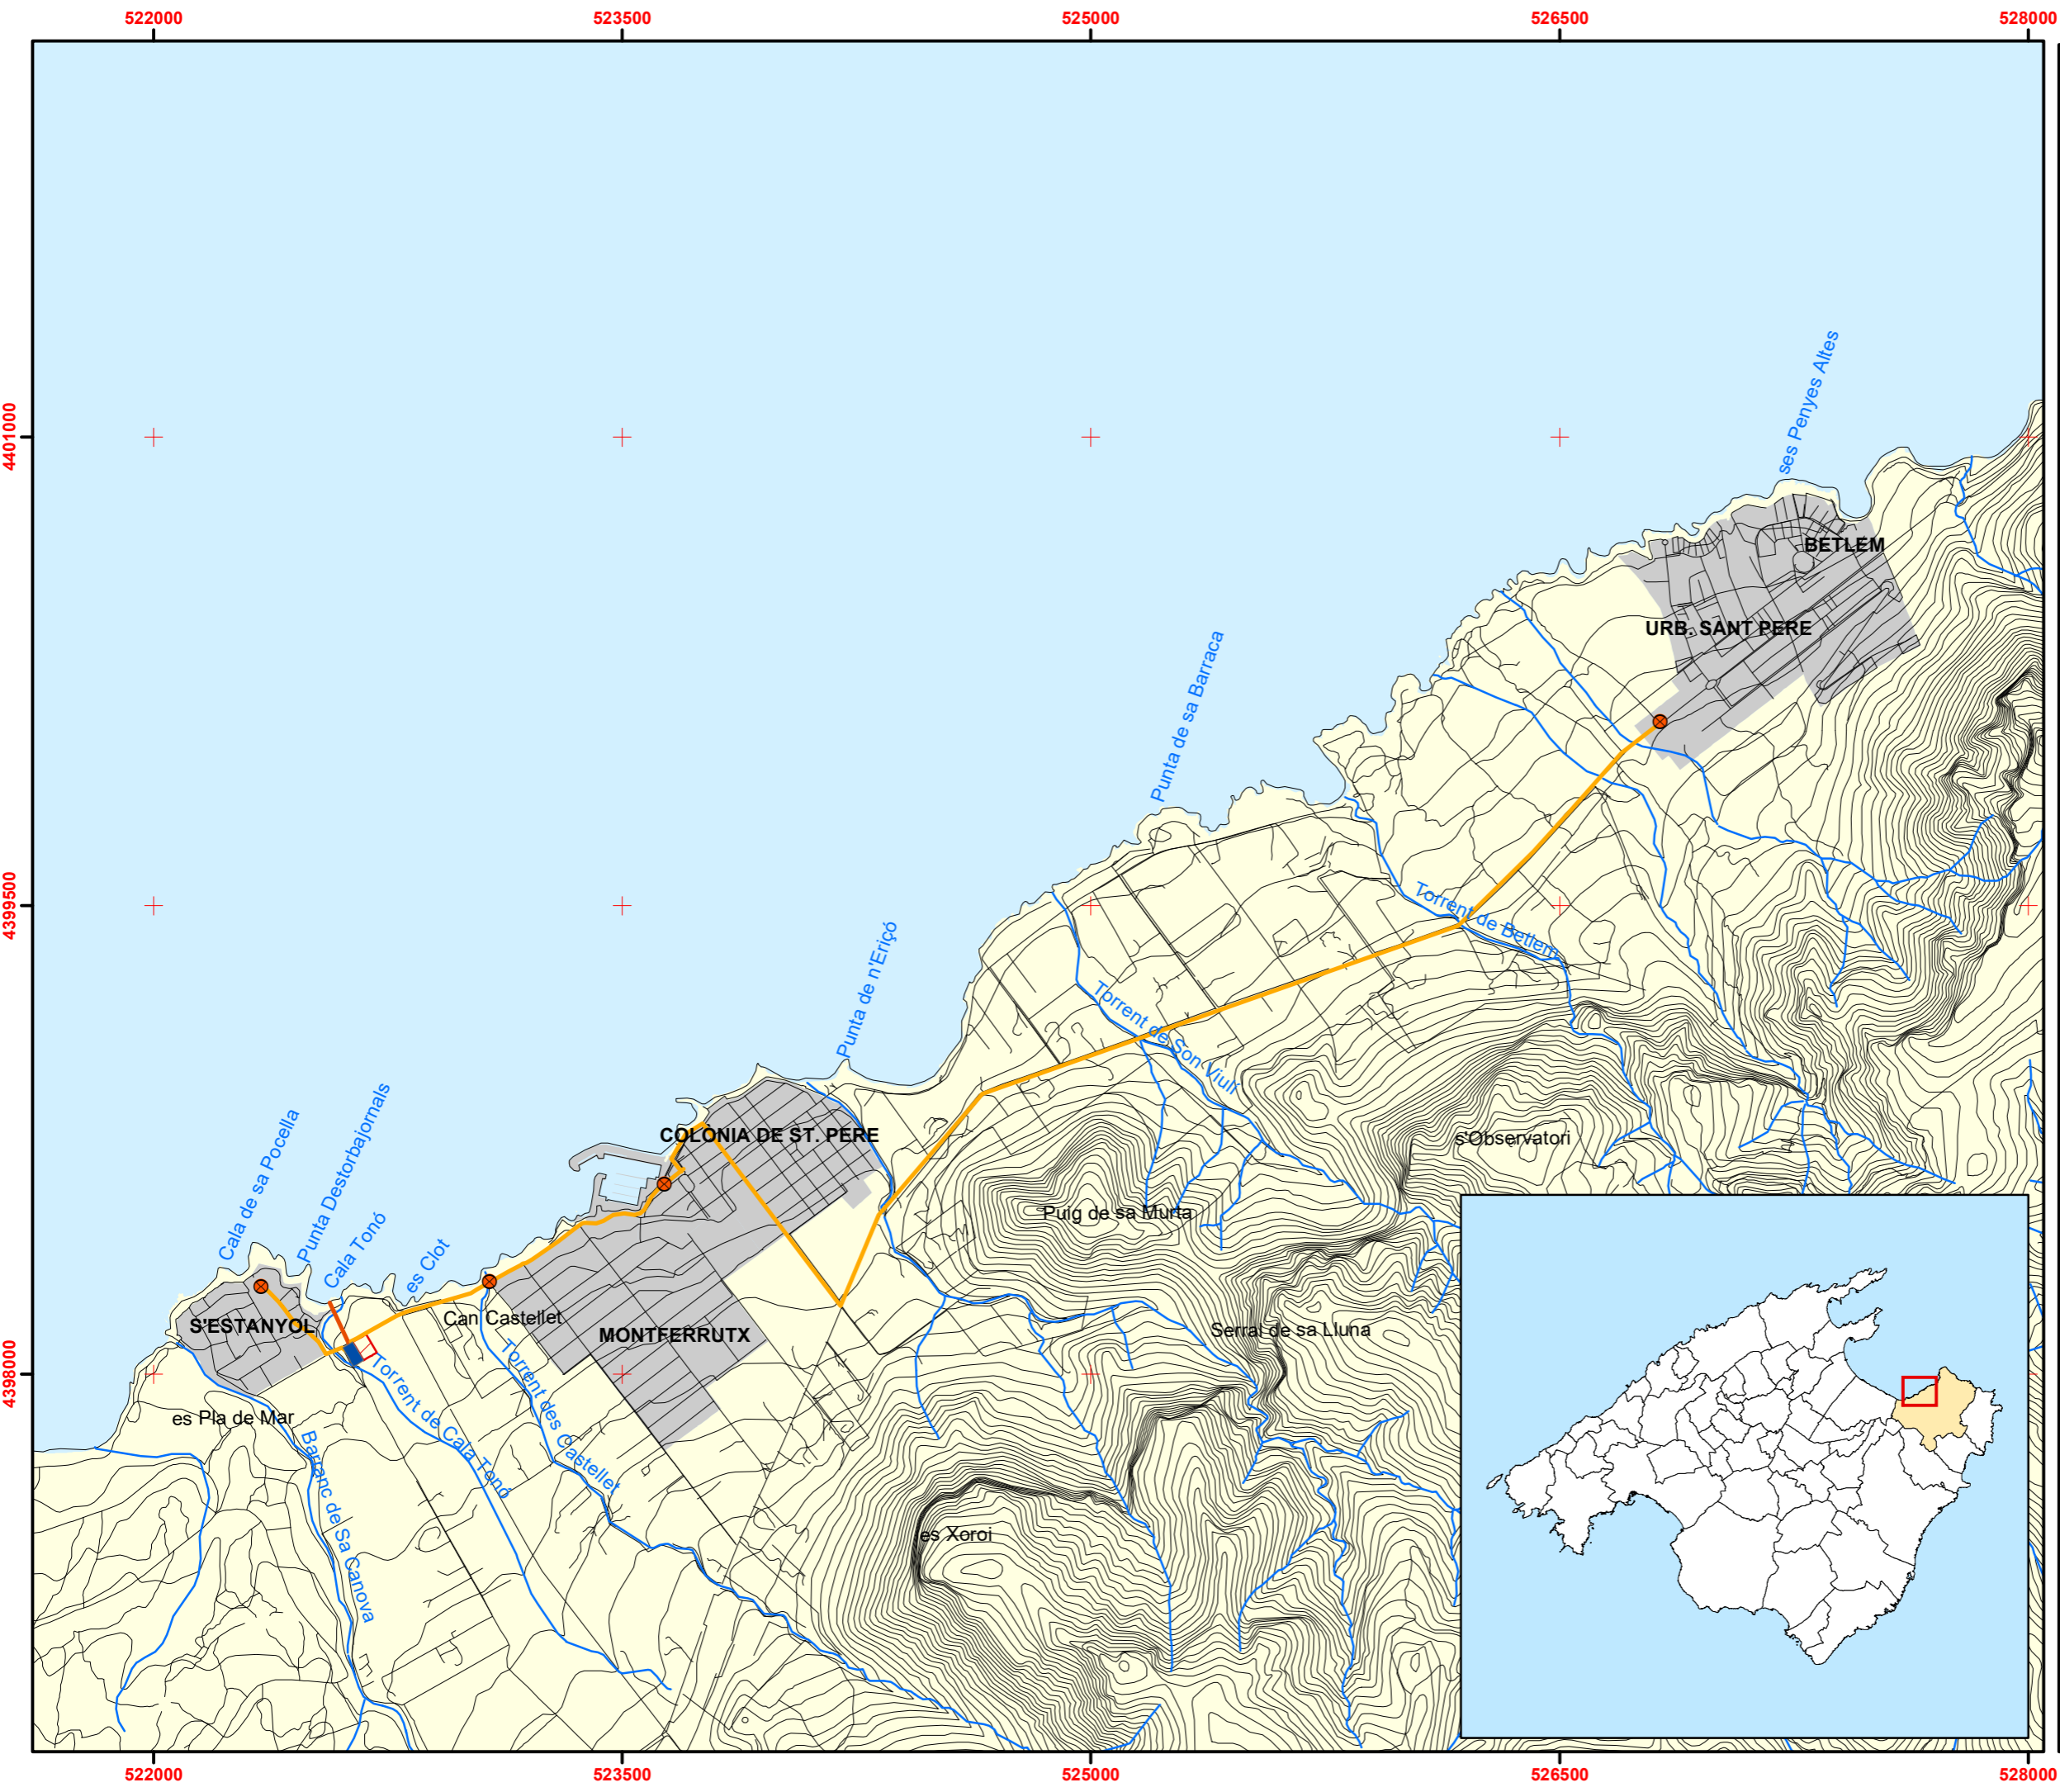 522000
523500
525000
526500
528000
4401000
ses Penyes Altes
BETLEM
URB. SANT PERE
Punta de sa Barraca
4399500
Torrent de Betlem
Punta de n'Eriçó
Torrent de Son Viulí
COLÒNIA DE ST. PERE
s'Observatori
Punta Destorbajornals
Cala de sa Pocella
Cala Tonó
es Clot
Puig de sa Murta
S'ESTANYOL
Can Castellet
MONTFERRUTX
Serral de sa Lluna
4398000
es Pla de Mar
Torrent de Cala Tonó
Torrent des Castellet
Barranc de Sa Canova
es Xoroi
522000
523500
525000
526500
528000